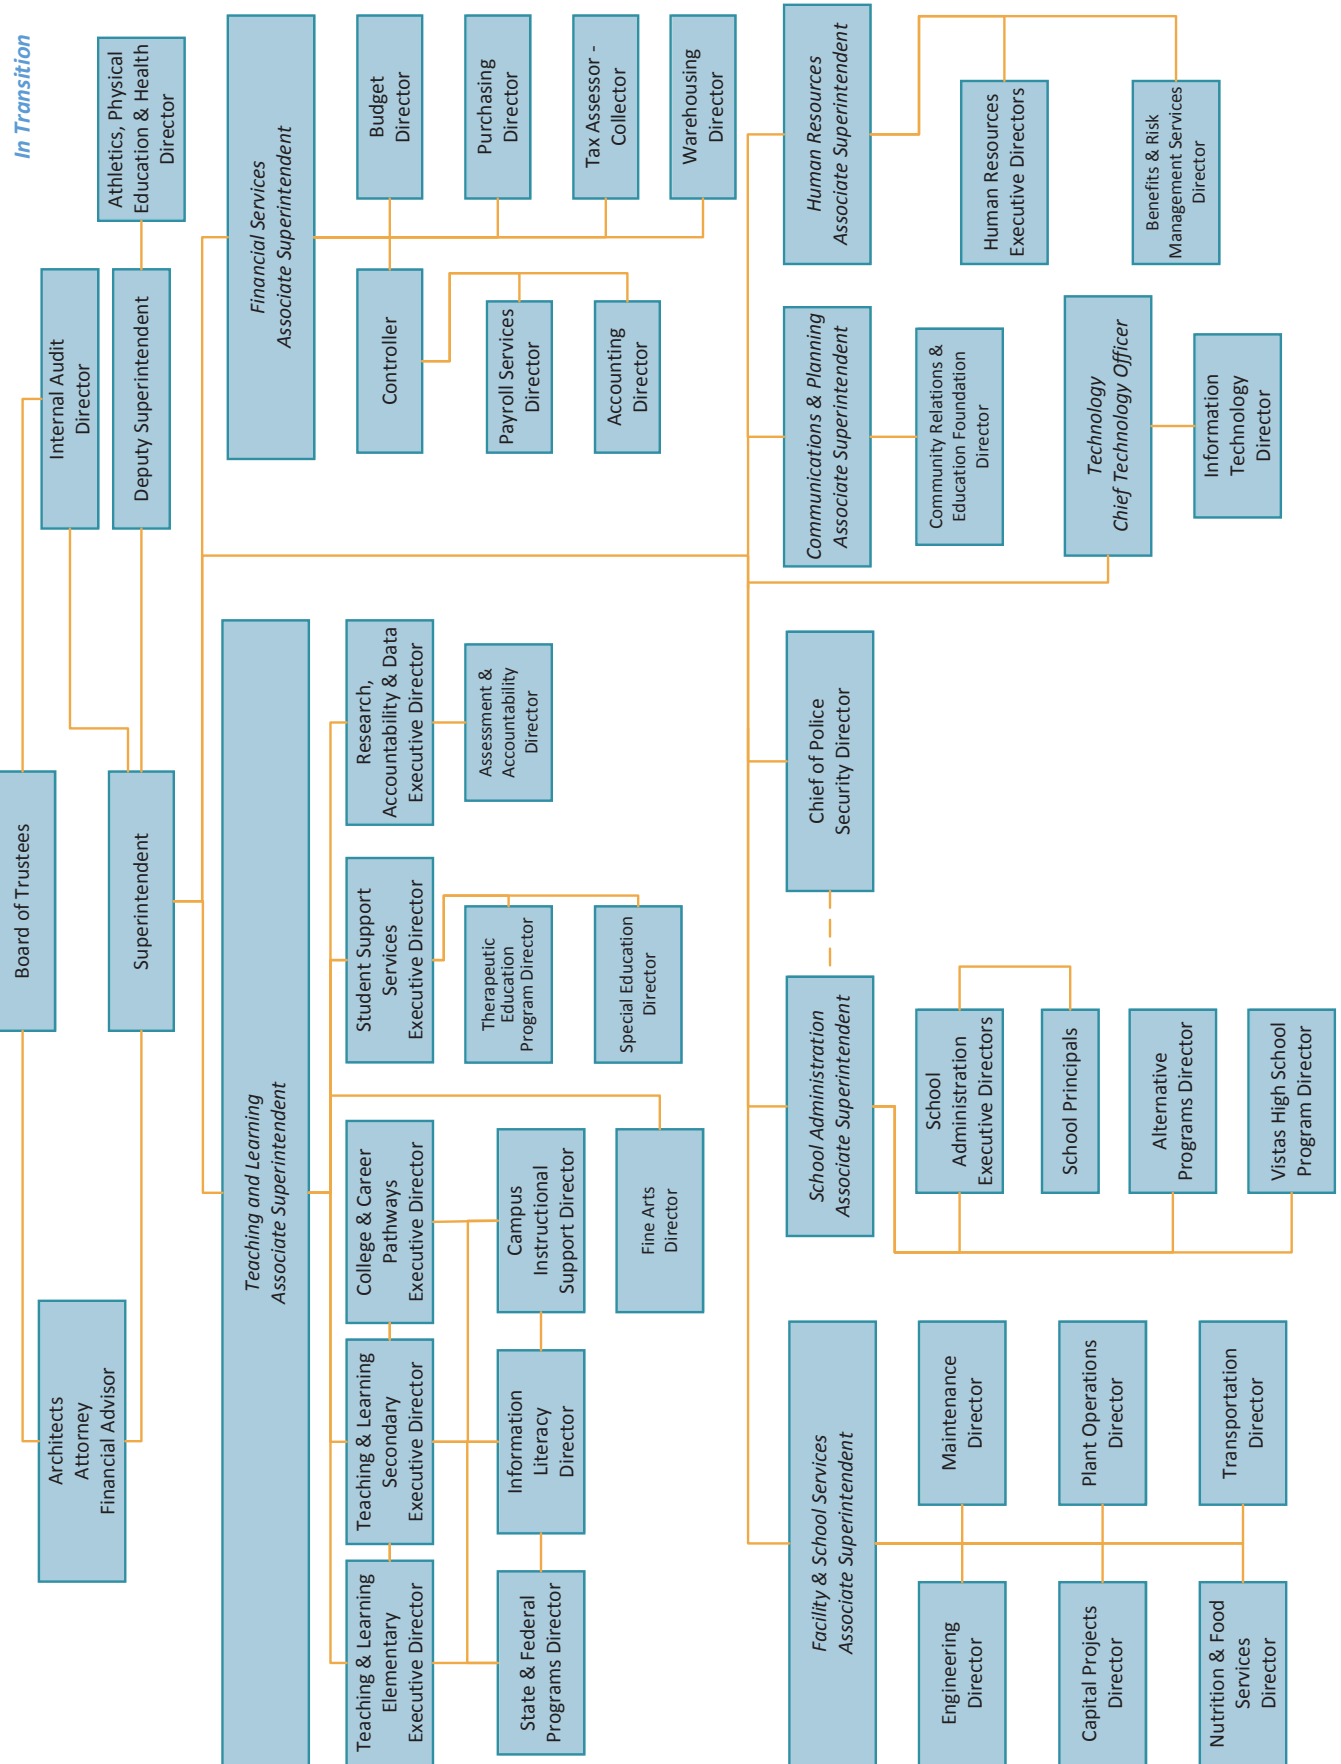 In Transition
Board of Trustees
Architects
Attorney
Financial Advisor
Internal Audit
Director
Superintendent
Deputy Superintendent
Athletics, Physical
Education & Health
Director
Teaching and Learning
Associate Superintendent
Financial Services
Associate Superintendent
Teaching & Learning
Elementary
Executive Director
Teaching & Learning
Secondary
Executive Director
College & Career
Pathways
Executive Director
Student Support
Services
Executive Director
Research,
Accountability & Data
Executive Director
Controller
Budget
Director
State & Federal
Programs Director
Information
Literacy
Director
Campus
Instructional
Support Director
Therapeutic
Education
Program Director
Assessment &
Accountability
Director
Payroll Services
Director
Purchasing
Director
Fine Arts
Director
Special Education
Director
Accounting
Director
Tax Assessor -
Collector
Warehousing
Director
Facility & School Services
Associate Superintendent
School Administration
Associate Superintendent
Chief of Police
Security Director
Communications & Planning
Associate Superintendent
Human Resources
Associate Superintendent
Engineering
Director
Maintenance
Director
School
Administration
Executive Directors
Community Relations &
Education Foundation
Director
Human Resources
Executive Directors
School Principals
Capital Projects
Director
Plant Operations
Director
Alternative
Programs Director
Technology
Chief Technology Officer
Benefits & Risk
Management Services
Director
Nutrition & Food
Services
Director
Transportation
Director
Vistas High School
Program Director
Information
Technology
Director